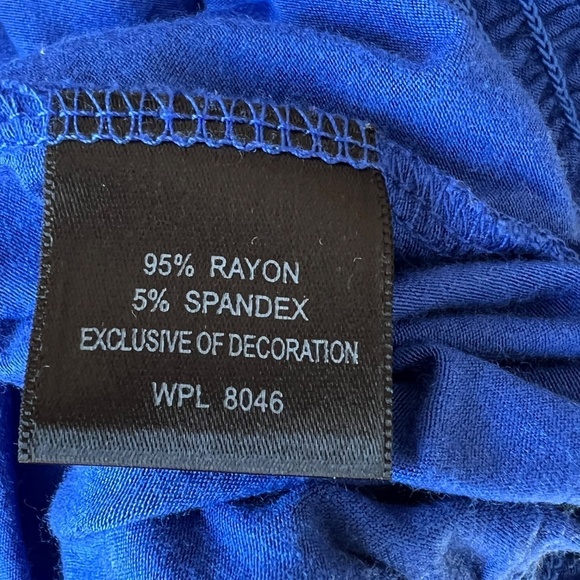 95% RAYON
5% SPANDEX
EXCLUSIVE OF DECORATION
WPL 8046